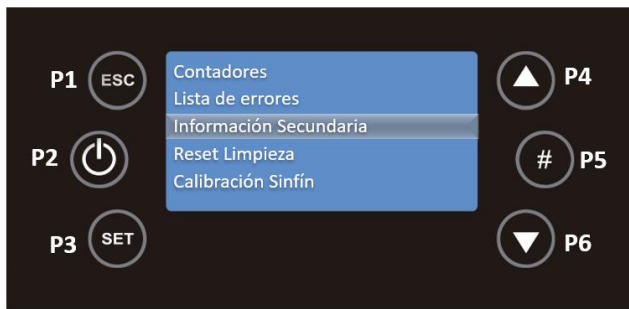 P1 ESC
P2
P3 SET
Contadores
Lista de errores
Información Secundaria
Reset Limpieza
Calibración Sinfín
P4
# P5
P6